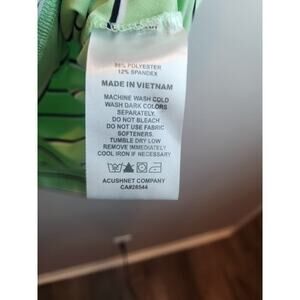 88% POLYESTER
12% SPANDEX
MADE IN VIETNAM
MACHINE WASH COLD
WASH DARK COLORS
SEPARATELY.
DO NOT BLEACH
DO NOT USE FABRIC
SOFTENERS.
TUMBLE DRY LOW
REMOVE IMMEDIATELY
COOL IRON IF NECESSARY
ACUSHNET COMPANY
CA#28544